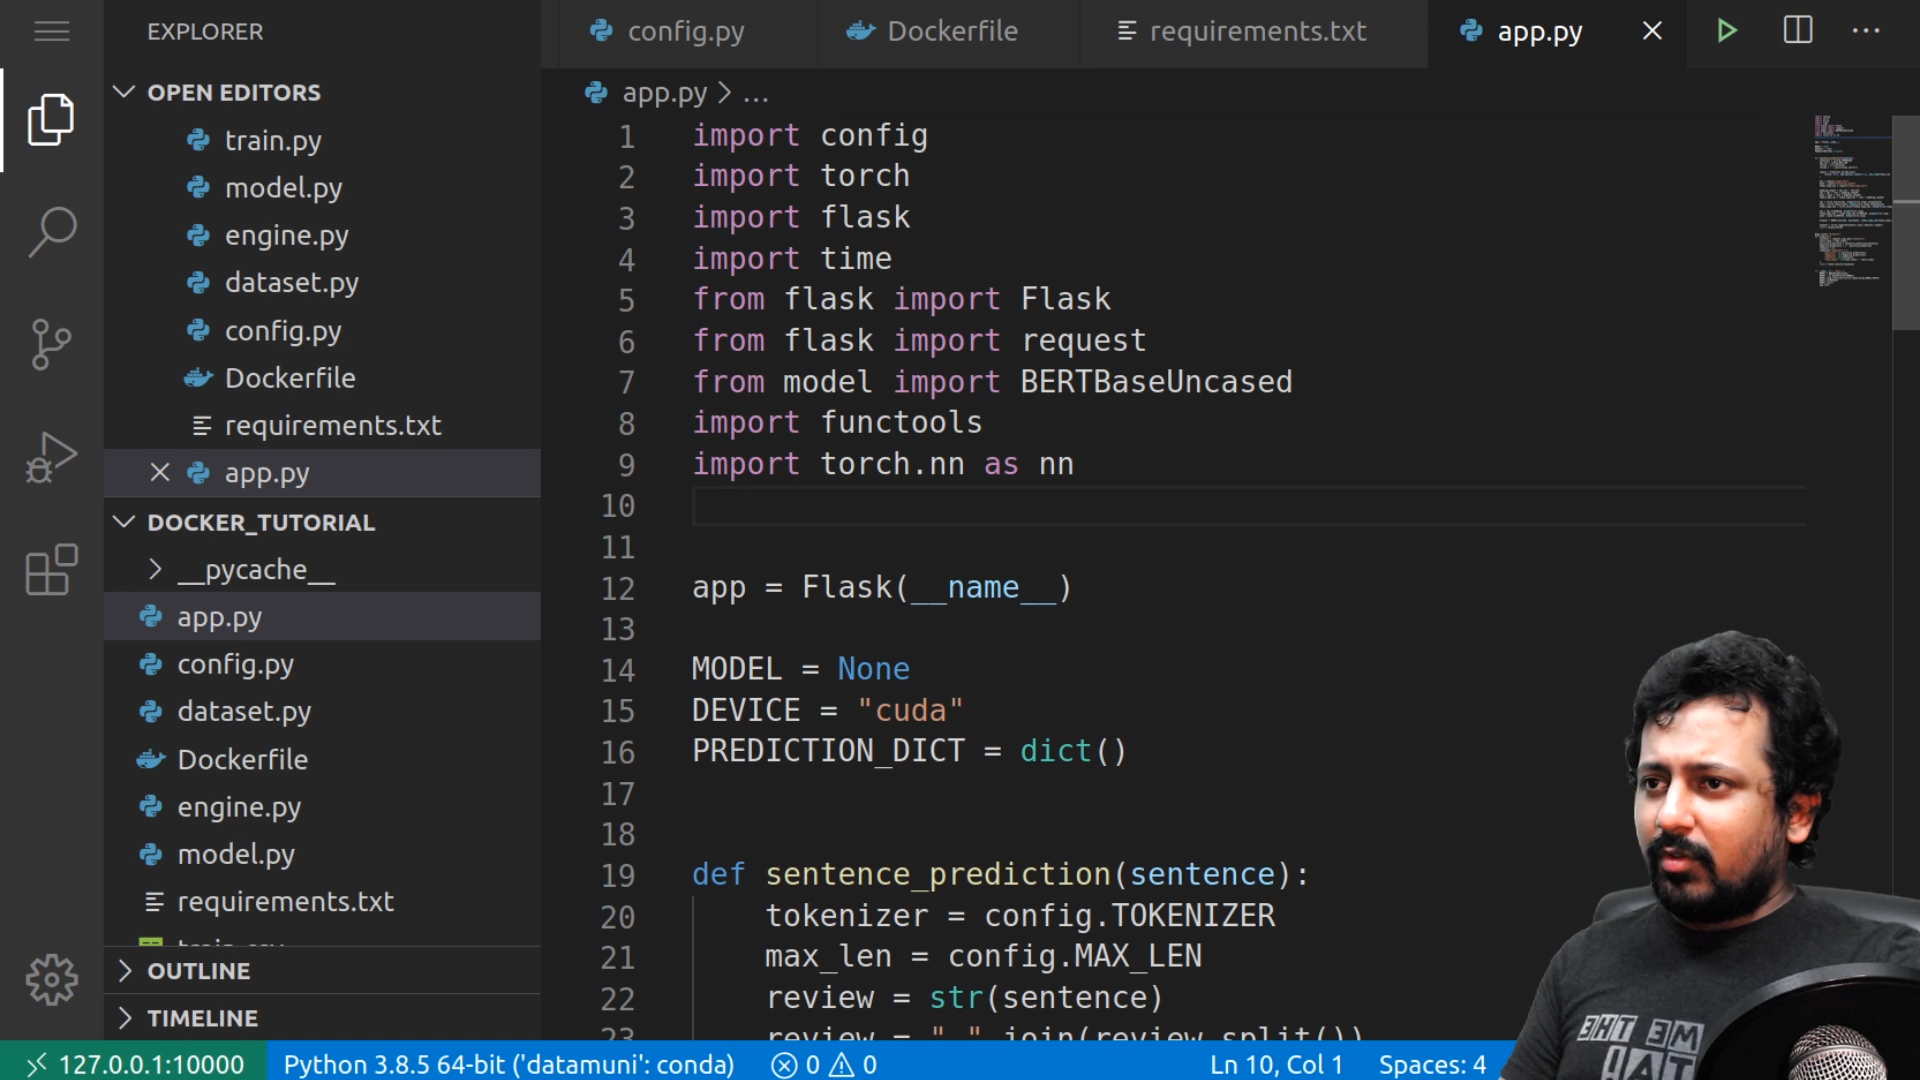 EXPLORER
config.py
Dockerfile
requirements.txt
app.py
OPEN EDITORS
train.py
model.py
engine.py
dataset.py
config.py
Dockerfile
requirements.txt
app.py
DOCKER_TUTORIAL
__pycache__
app.py
config.py
dataset.py
Dockerfile
engine.py
model.py
requirements.txt
OUTLINE
TIMELINE
app.py > ...
1 import config
2 import torch
3 import flask
4 import time
5 from flask import Flask
6 from flask import request
7 from model import BERTBaseUncased
8 import functools
9 import torch.nn as nn
10
11
12 app = Flask(__name__)
13
14 MODEL = None
15 DEVICE = "cuda"
16 PREDICTION_DICT = dict()
17
18
19 def sentence_prediction(sentence):
20 tokenizer = config.TOKENIZER
21 max_len = config.MAX_LEN
22 review = str(sentence)
23 review = " ".join(review.split())
127.0.0.1:10000
Python 3.8.5 64-bit ('datamuni': conda)
0 0
Ln 10, Col 1
Spaces: 4